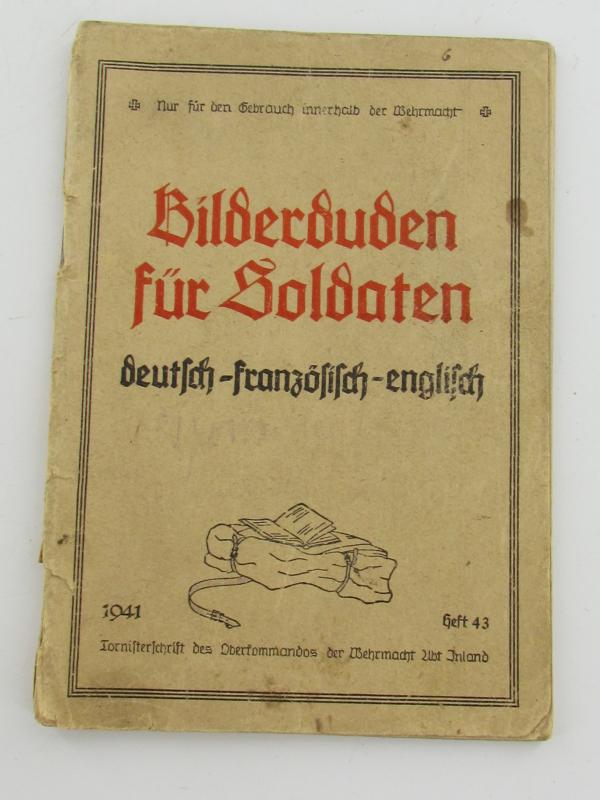 6
Nur für den Gebrauch innerhalb der Wehrmacht
Bilderduden
für Soldaten
deutsch-französisch-englisch
1941
Heft 43
Tornisterschrift des Oberkommandos der Wehrmacht Abt Inland